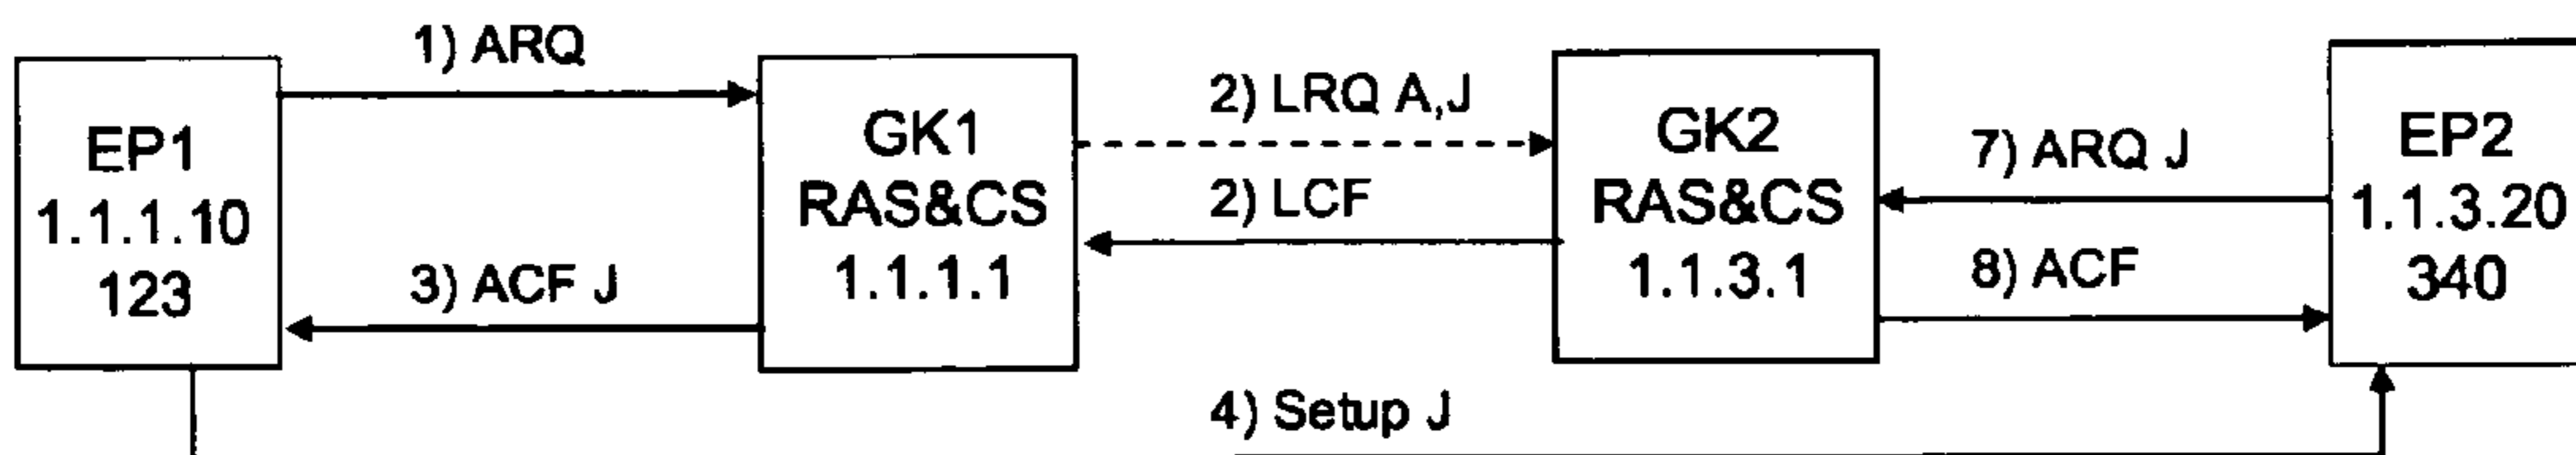 1) ARQ
EP1
1.1.1.10
123
3) ACF J
GK1
RAS&CS
1.1.1.1
2) LRQ A,J
2) LCF
GK2
RAS&CS
1.1.3.1
7) ARQ J
8) ACF
EP2
1.1.3.20
340
4) Setup J